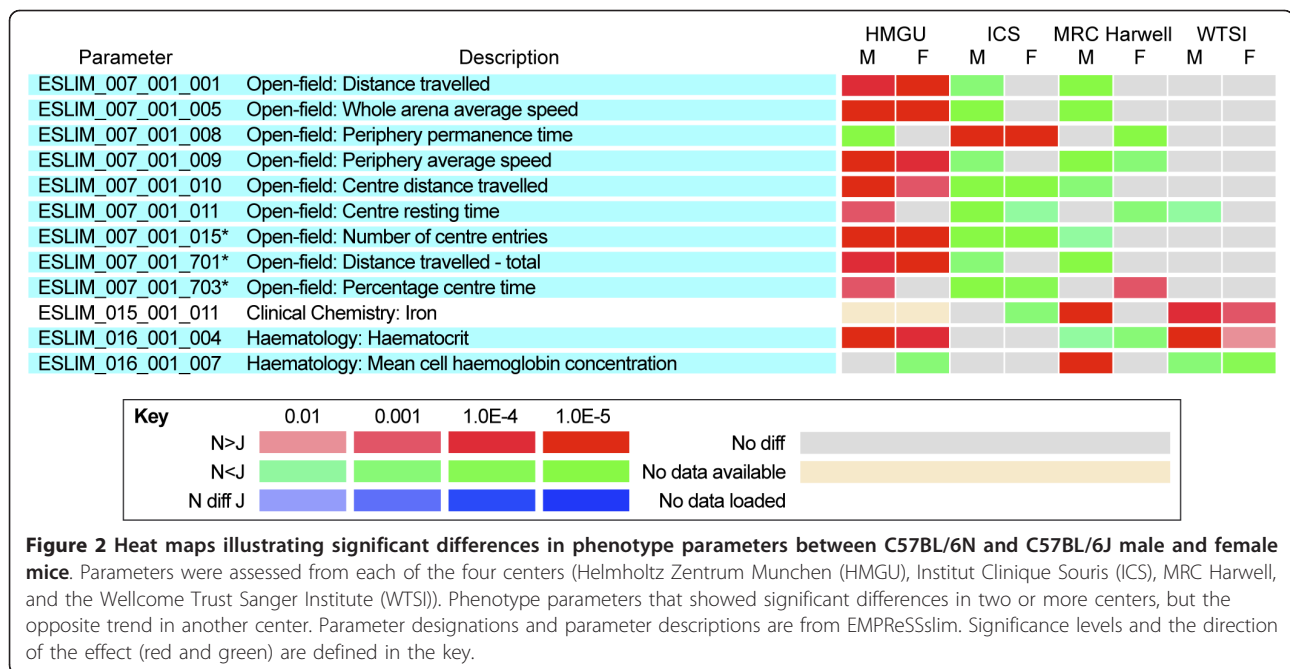 HMGU ICS MRC Harwell WTSI
Parameter Description M F M F M F M F
ESLIM_007_001_001 Open-field: Distance travelled
ESLIM_007_001_005 Open-field: Whole arena average speed
ESLIM_007_001_008 Open-field: Periphery permanence time
ESLIM_007_001_009 Open-field: Periphery average speed
ESLIM_007_001_010 Open-field: Centre distance travelled
ESLIM_007_001_011 Open-field: Centre resting time
ESLIM_007_001_015* Open-field: Number of centre entries
ESLIM_007_001_701* Open-field: Distance travelled - total
ESLIM_007_001_703* Open-field: Percentage centre time
ESLIM_015_001_011 Clinical Chemistry: Iron
ESLIM_016_001_004 Haematology: Haematocrit
ESLIM_016_001_007 Haematology: Mean cell haemoglobin concentration
Key 0.01 0.001 1.0E-4 1.0E-5
N>J No diff
N<J No data available
N diff J No data loaded
Figure 2 Heat maps illustrating significant differences in phenotype parameters between C57BL/6N and C57BL/6J male and female
mice. Parameters were assessed from each of the four centers (Helmholtz Zentrum Munchen (HMGU), Institut Clinique Souris (ICS), MRC Harwell,
and the Wellcome Trust Sanger Institute (WTSI)). Phenotype parameters that showed significant differences in two or more centers, but the
opposite trend in another center. Parameter designations and parameter descriptions are from EMPReSSslim. Significance levels and the direction
of the effect (red and green) are defined in the key.